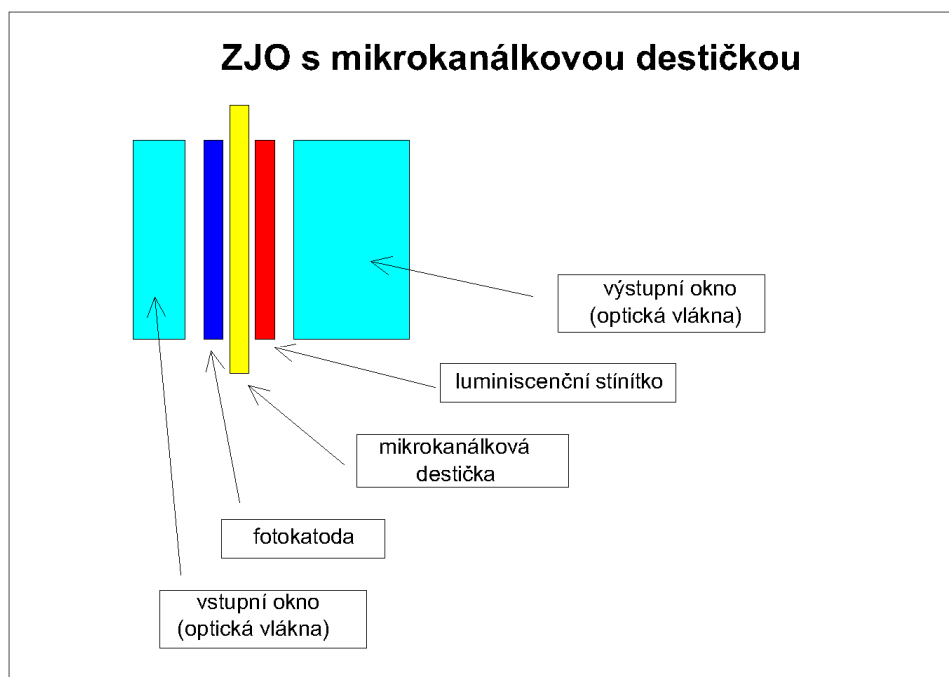 ZJO s mikrokanálkovou destičkou
výstupní okno
(optická vlákna)
luminiscenční stínítko
mikrokanálková
destička
fotokatoda
vstupní okno
(optická vlákna)